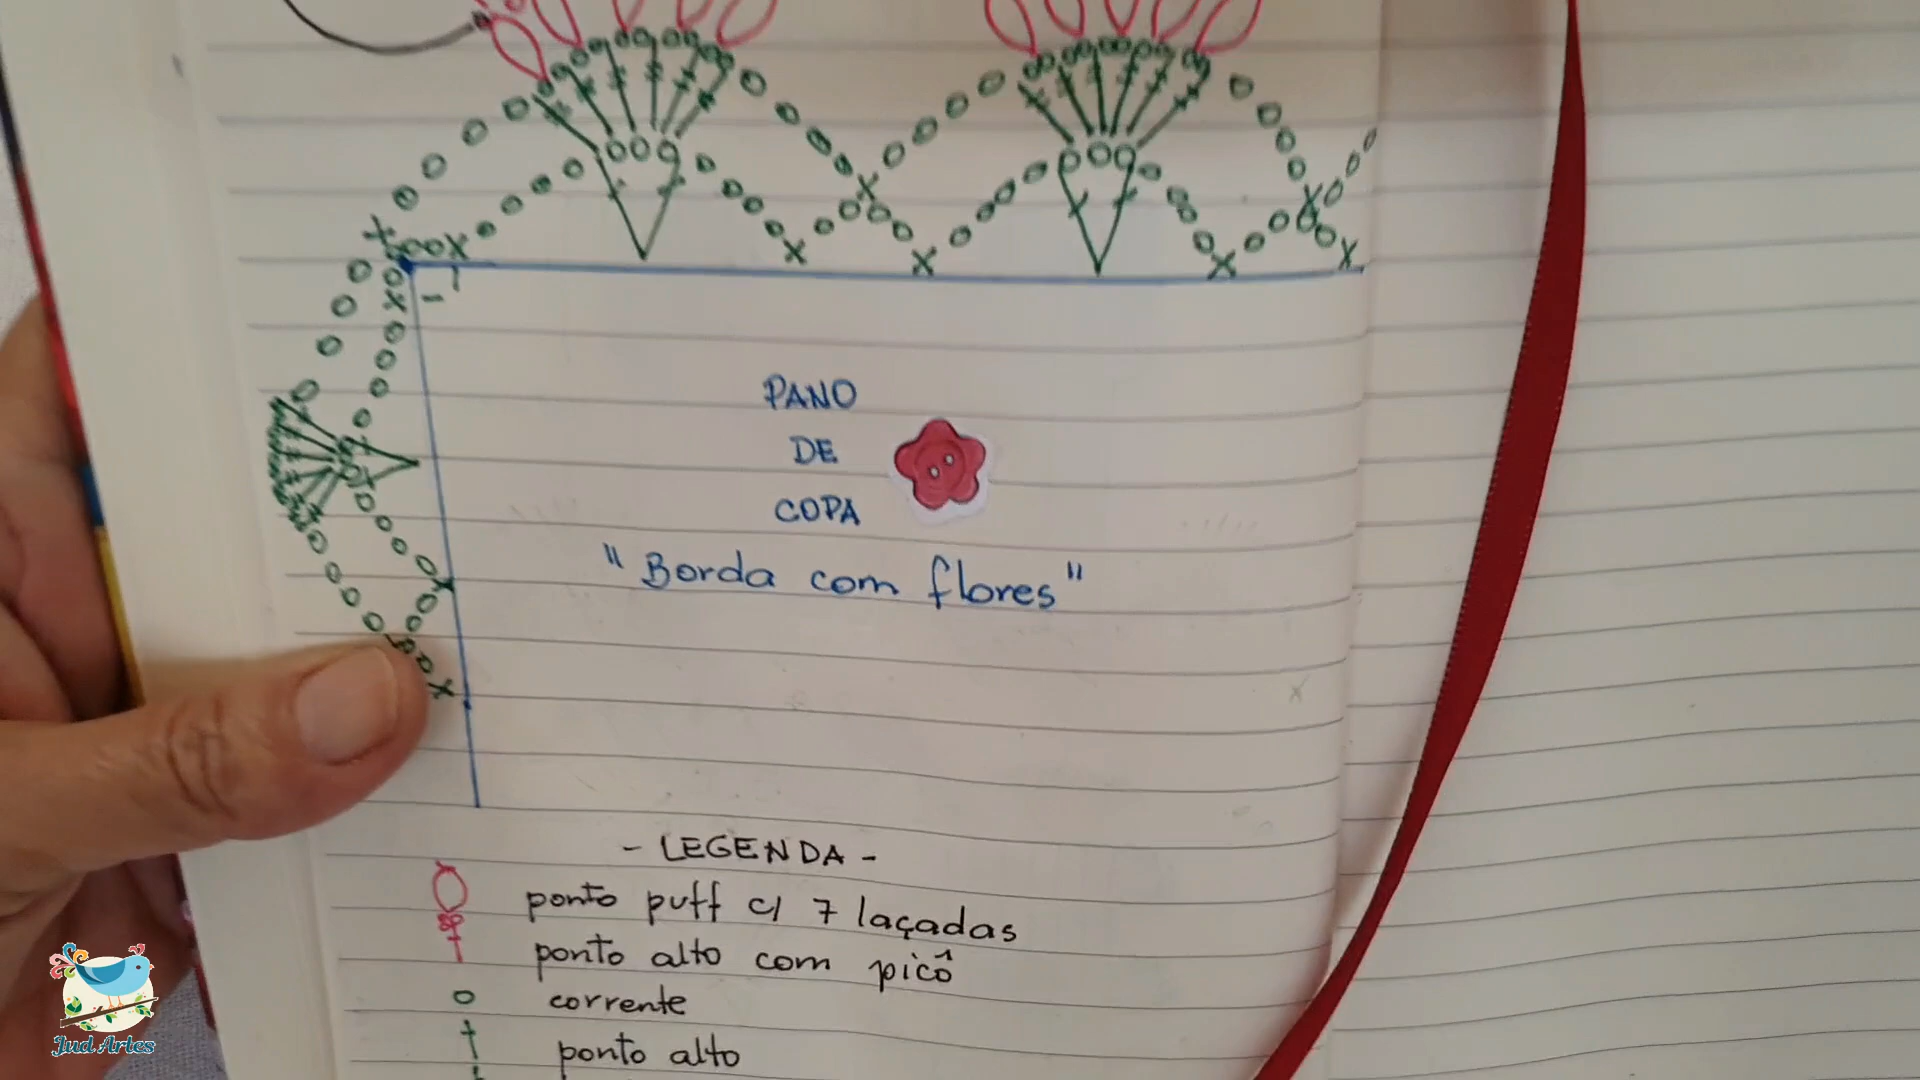 PANO
DE
COPA
"Borda com flores"
- LEGENDA -
ponto puff c/ 7 laçadas
ponto alto com picô
corrente
ponto alto
Jud Artes